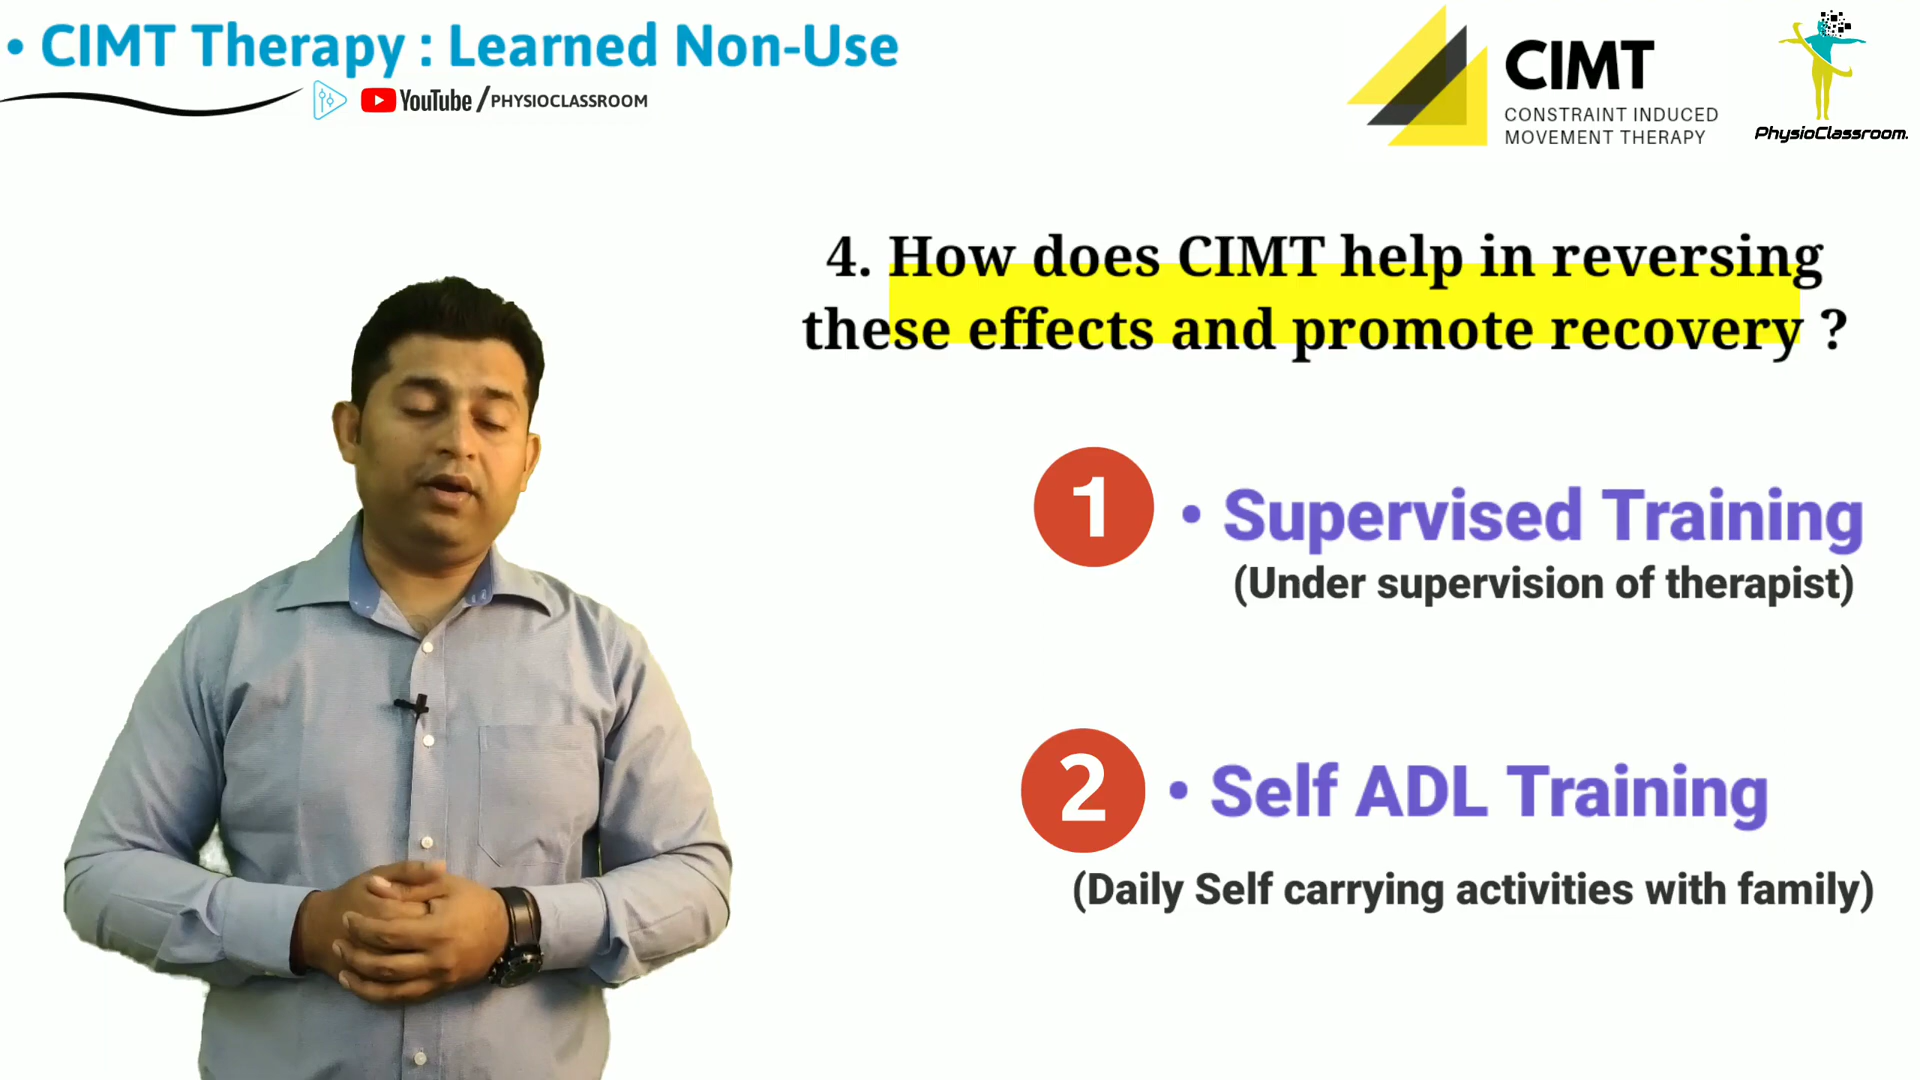 • CIMT Therapy : Learned Non-Use
YouTube /PHYSIOCLASSROOM
CIMT
CONSTRAINT INDUCED
MOVEMENT THERAPY
PhysioClassroom.
4. How does CIMT help in reversing
these effects and promote recovery ?
1 • Supervised Training
(Under supervision of therapist)
2 • Self ADL Training
(Daily Self carrying activities with family)